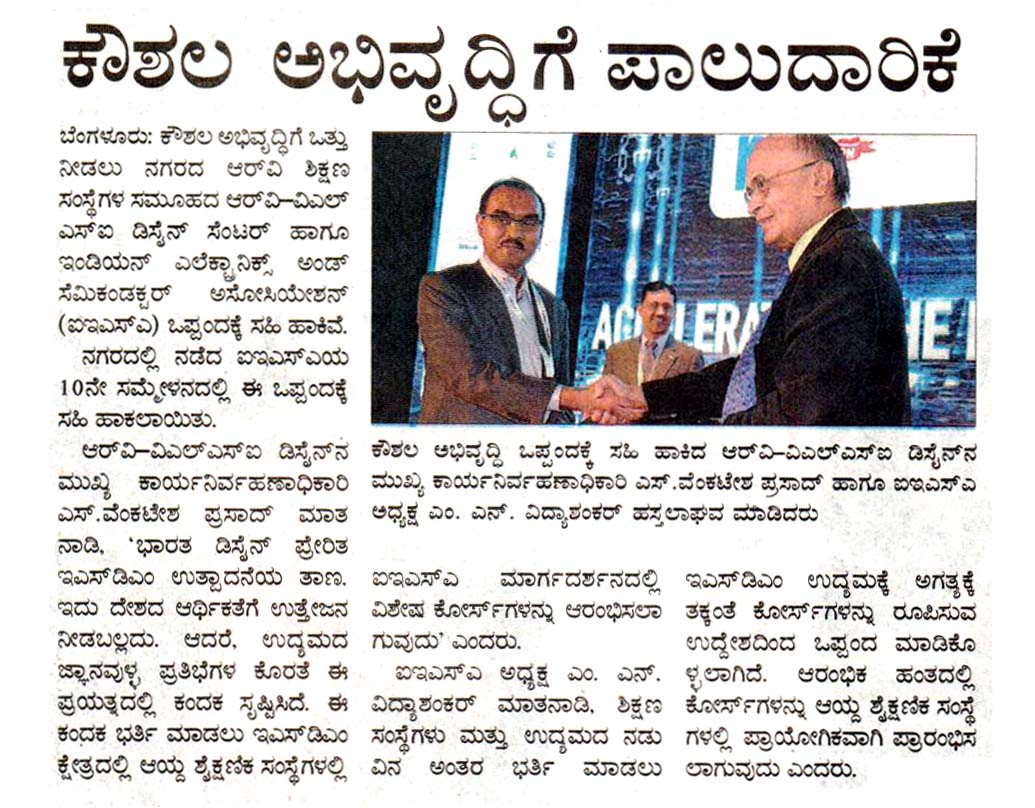 ಕೌಶಲ ಅಭಿವೃದ್ಧಿಗೆ ಪಾಲುದಾರಿಕೆ
ಬೆಂಗಳೂರು: ಕೌಶಲ ಅಭಿವೃದ್ಧಿಗೆ ಒತ್ತು
ನೀಡಲು ನಗರದ ಆರ್‌ವಿ ಶಿಕ್ಷಣ
ಸಂಸ್ಥೆಗಳ ಸಮೂಹದ ಆರ್‌ವಿ–ವಿಎಲ್
ಎಸ್‌ಐ ಡಿಸೈನ್ ಸೆಂಟರ್ ಹಾಗೂ
ಇಂಡಿಯನ್ ಎಲೆಕ್ಟ್ರಾನಿಕ್ಸ್ ಅಂಡ್
ಸೆಮಿಕಂಡಕ್ಟರ್ ಅಸೋಸಿಯೇಶನ್
(ಐಇಎಸ್‌ಎ) ಒಪ್ಪಂದಕ್ಕೆ ಸಹಿ ಹಾಕಿವೆ.
ನಗರದಲ್ಲಿ ನಡೆದ ಐಇಎಸ್‌ಎಯ
10ನೇ ಸಮ್ಮೇಳನದಲ್ಲಿ ಈ ಒಪ್ಪಂದಕ್ಕೆ
ಸಹಿ ಹಾಕಲಾಯಿತು.
ಆರ್‌ವಿ–ವಿಎಲ್‌ಎಸ್‌ಐ ಡಿಸೈನ್‌ನ
ಮುಖ್ಯ ಕಾರ್ಯನಿರ್ವಹಣಾಧಿಕಾರಿ
ಎಸ್.ವೆಂಕಟೇಶ ಪ್ರಸಾದ್ ಮಾತ
ನಾಡಿ, ‘ಭಾರತ ಡಿಸೈನ್ ಪ್ರೇರಿತ
ಇಎಸ್‌ಡಿಎಂ ಉತ್ಪಾದನೆಯ ತಾಣ.
ಇದು ದೇಶದ ಆರ್ಥಿಕತೆಗೆ ಉತ್ತೇಜನ
ನೀಡಬಲ್ಲದು. ಆದರೆ, ಉದ್ಯಮದ
ಜ್ಞಾನವುಳ್ಳ ಪ್ರತಿಭೆಗಳ ಕೊರತೆ ಈ
ಪ್ರಯತ್ನದಲ್ಲಿ ಕಂದಕ ಸೃಷ್ಟಿಸಿದೆ. ಈ
ಕಂದಕ ಭರ್ತಿ ಮಾಡಲು ಇಎಸ್‌ಡಿಎಂ
ಕ್ಷೇತ್ರದಲ್ಲಿ ಆಯ್ದ ಶೈಕ್ಷಣಿಕ ಸಂಸ್ಥೆಗಳಲ್ಲಿ
ಕೌಶಲ ಅಭಿವೃದ್ಧಿ ಒಪ್ಪಂದಕ್ಕೆ ಸಹಿ ಹಾಕಿದ ಆರ್‌ವಿ–ವಿಎಲ್‌ಎಸ್‌ಐ ಡಿಸೈನ್‌ನ
ಮುಖ್ಯ ಕಾರ್ಯನಿರ್ವಹಣಾಧಿಕಾರಿ ಎಸ್.ವೆಂಕಟೇಶ ಪ್ರಸಾದ್ ಹಾಗೂ ಐಇಎಸ್‌ಎ
ಅಧ್ಯಕ್ಷ ಎಂ. ಎನ್. ವಿದ್ಯಾಶಂಕರ್ ಹಸ್ತಲಾಘವ ಮಾಡಿದರು
ಐಇಎಸ್‌ಎ ಮಾರ್ಗದರ್ಶನದಲ್ಲಿ
ವಿಶೇಷ ಕೋರ್ಸ್‌ಗಳನ್ನು ಆರಂಭಿಸಲಾ
ಗುವುದು’ ಎಂದರು.
ಐಇಎಸ್‌ಎ ಅಧ್ಯಕ್ಷ ಎಂ. ಎನ್.
ವಿದ್ಯಾಶಂಕರ್ ಮಾತನಾಡಿ, ಶಿಕ್ಷಣ
ಸಂಸ್ಥೆಗಳು ಮತ್ತು ಉದ್ಯಮದ ನಡು
ವಿನ ಅಂತರ ಭರ್ತಿ ಮಾಡಲು
ಇಎಸ್‌ಡಿಎಂ ಉದ್ಯಮಕ್ಕೆ ಅಗತ್ಯಕ್ಕೆ
ತಕ್ಕಂತೆ ಕೋರ್ಸ್‌ಗಳನ್ನು ರೂಪಿಸುವ
ಉದ್ದೇಶದಿಂದ ಒಪ್ಪಂದ ಮಾಡಿಕೊ
ಳ್ಳಲಾಗಿದೆ. ಆರಂಭಿಕ ಹಂತದಲ್ಲಿ
ಕೋರ್ಸ್‌ಗಳನ್ನು ಆಯ್ದ ಶೈಕ್ಷಣಿಕ ಸಂಸ್ಥೆ
ಗಳಲ್ಲಿ ಪ್ರಾಯೋಗಿಕವಾಗಿ ಪ್ರಾರಂಭಿಸ
ಲಾಗುವುದು ಎಂದರು.